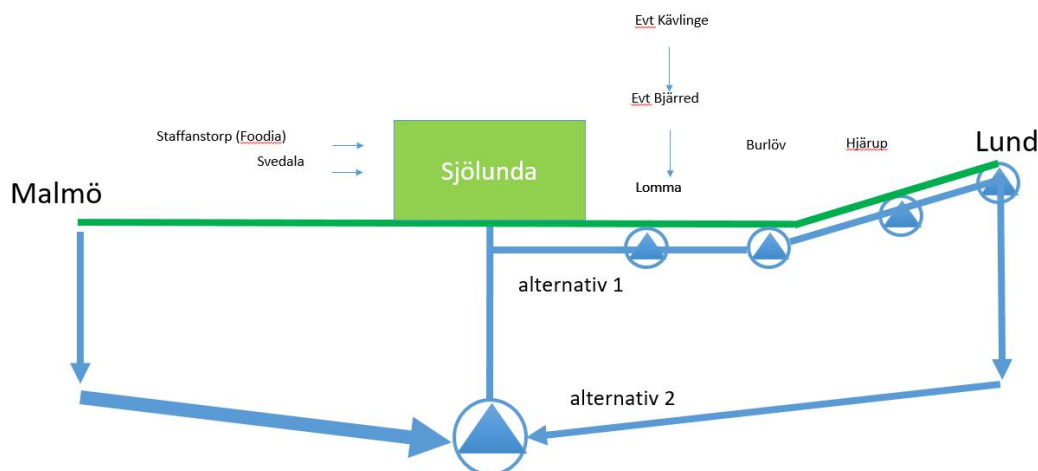 Evt Kävlinge
Evt Bjärred
Staffanstorp (Foodia)
Svedala
Sjölunda
Lomma
Burlöv
Hjärup
Lund
Malmö
alternativ 1
alternativ 2